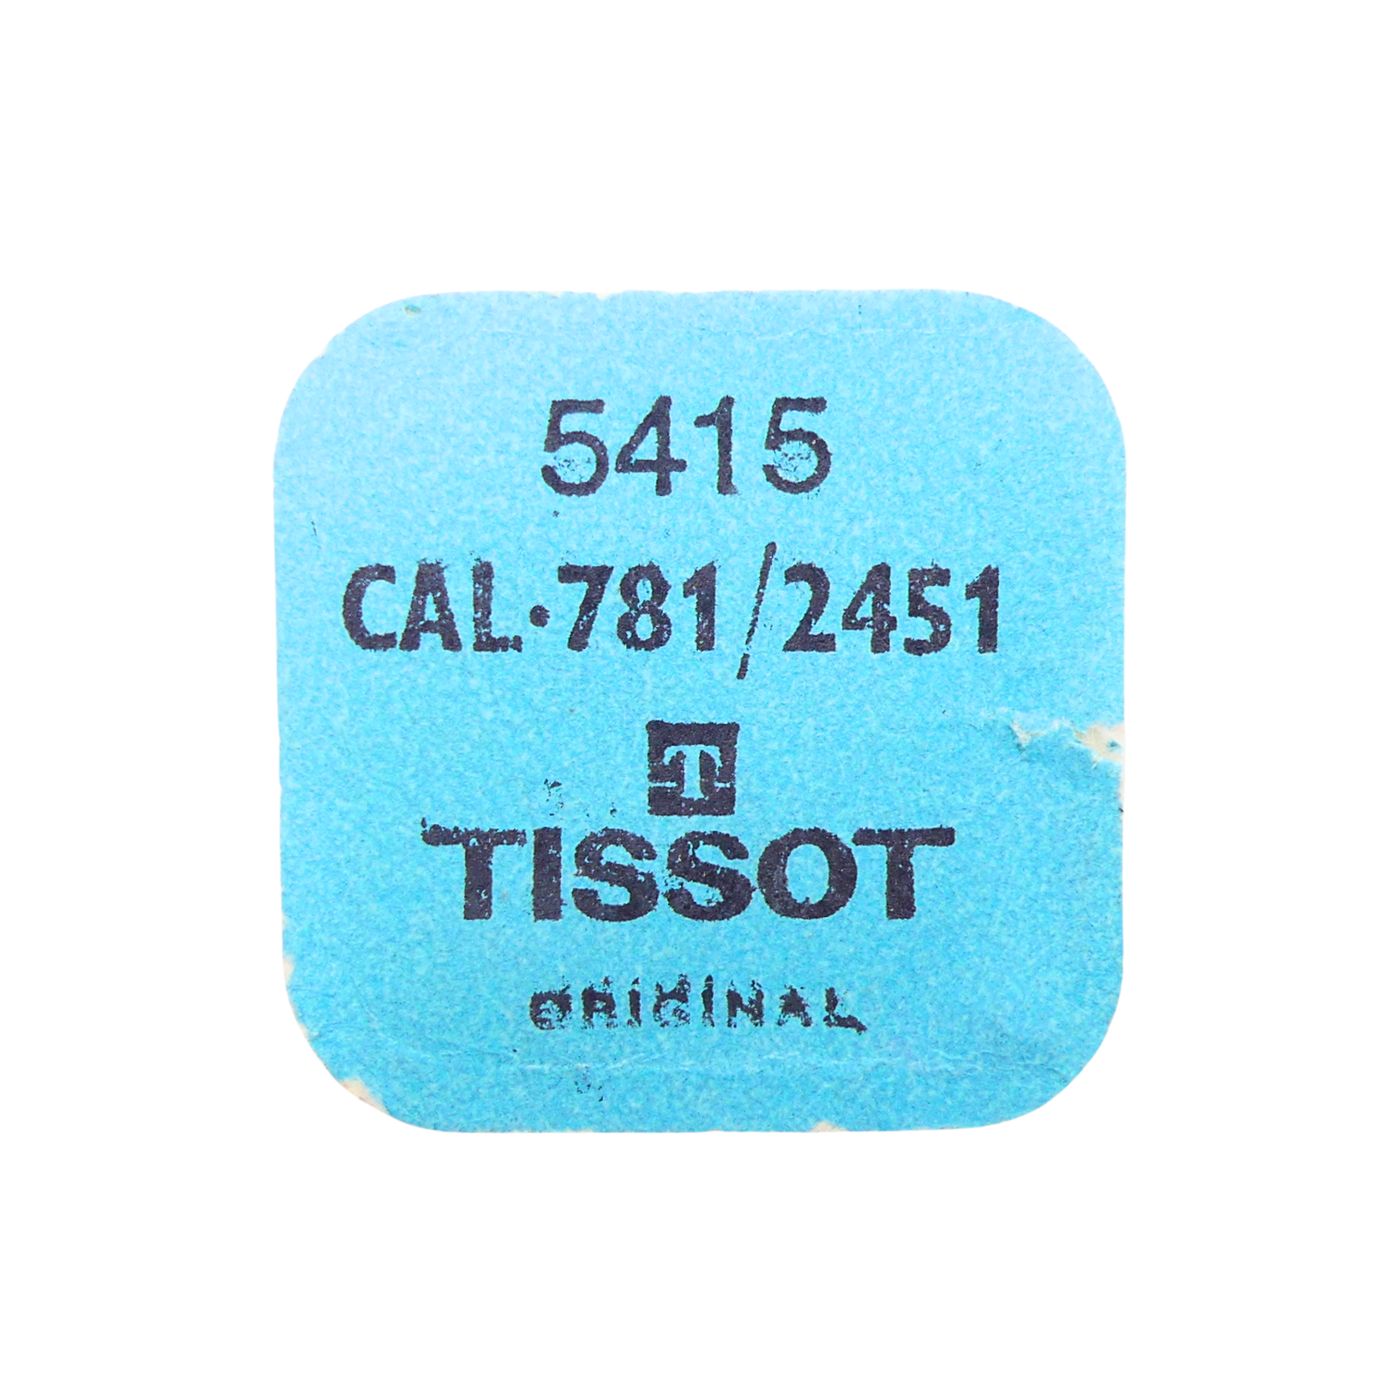 5415
CAL·781/2451
T
TISSOT
ORIGINAL